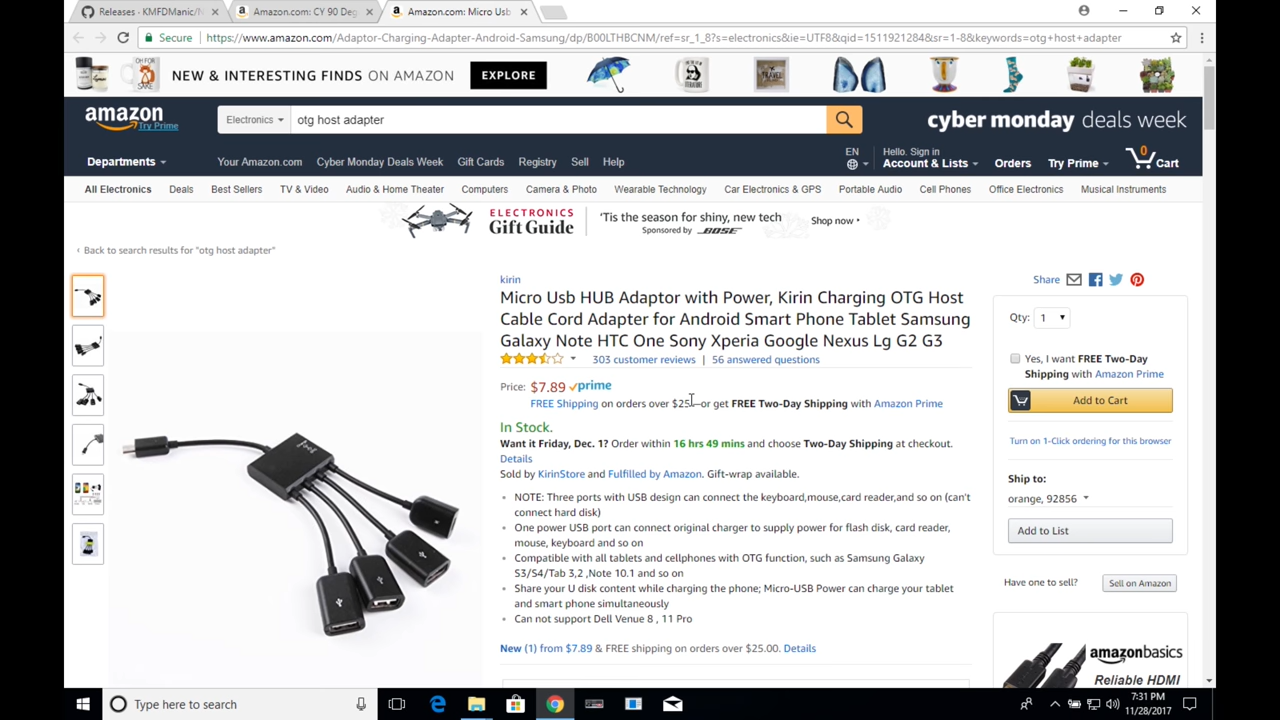 Releases - KMFDManic/N
Amazon.com: CY 90 Deg
Amazon.com: Micro Usb
Secure
https://www.amazon.com/Adaptor-Charging-Adapter-Android-Samsung/dp/B00LTHBCNM/ref=sr_1_8?s=electronics&ie=UTF8&qid=1511921284&sr=1-8&keywords=otg+host+adapter
NEW & INTERESTING FINDS ON AMAZON
EXPLORE
amazon
Try Prime
Electronics
otg host adapter
cyber monday deals week
Departments
Your Amazon.com
Cyber Monday Deals Week
Gift Cards
Registry
Sell
Help
EN
Hello. Sign in
Account & Lists
Orders
Try Prime
0
Cart
All Electronics
Deals
Best Sellers
TV & Video
Audio & Home Theater
Computers
Camera & Photo
Wearable Technology
Car Electronics & GPS
Portable Audio
Cell Phones
Office Electronics
Musical Instruments
ELECTRONICS
Gift Guide
'Tis the season for shiny, new tech
Sponsored by BOSE
Shop now
‹ Back to search results for "otg host adapter"
kirin
Micro Usb HUB Adaptor with Power, Kirin Charging OTG Host
Cable Cord Adapter for Android Smart Phone Tablet Samsung
Galaxy Note HTC One Sony Xperia Google Nexus Lg G2 G3
303 customer reviews | 56 answered questions
Price: $7.89 prime
FREE Shipping on orders over $25—or get FREE Two-Day Shipping with Amazon Prime
In Stock.
Want it Friday, Dec. 1? Order within 16 hrs 49 mins and choose Two-Day Shipping at checkout.
Details
Sold by KirinStore and Fulfilled by Amazon. Gift-wrap available.
NOTE: Three ports with USB design can connect the keyboard,mouse,card reader,and so on (can't
connect hard disk)
One power USB port can connect original charger to supply power for flash disk, card reader,
mouse, keyboard and so on
Compatible with all tablets and cellphones with OTG function, such as Samsung Galaxy
S3/S4/Tab 3,2 ,Note 10.1 and so on
Share your U disk content while charging the phone; Micro-USB Power can charge your tablet
and smart phone simultaneously
Can not support Dell Venue 8 , 11 Pro
New (1) from $7.89 & FREE shipping on orders over $25.00. Details
Share
Qty: 1
Yes, I want FREE Two-Day
Shipping with Amazon Prime
Add to Cart
Turn on 1-Click ordering for this browser
Ship to:
orange, 92856
Add to List
Have one to sell?
Sell on Amazon
amazonbasics
Reliable HDMI
Type here to search
7:31 PM
11/28/2017